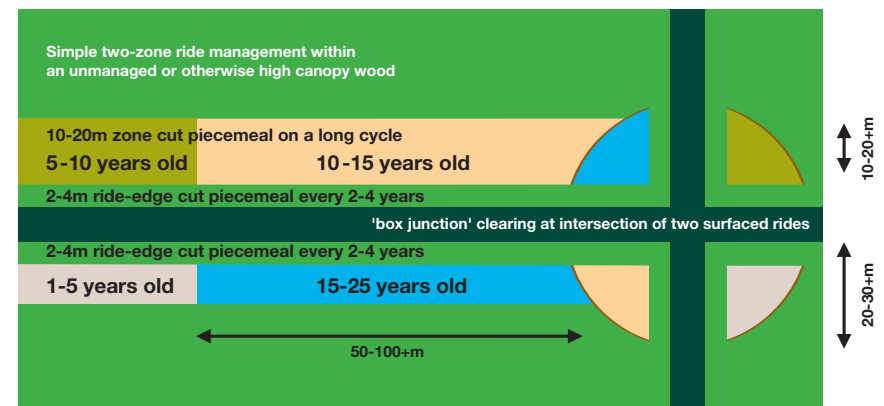 Simple two-zone ride management within
an unmanaged or otherwise high canopy wood
10-20m zone cut piecemeal on a long cycle
5-10 years old
10-15 years old
10-20+m
2-4m ride-edge cut piecemeal every 2-4 years
'box junction' clearing at intersection of two surfaced rides
2-4m ride-edge cut piecemeal every 2-4 years
1-5 years old
15-25 years old
20-30+m
50-100+m